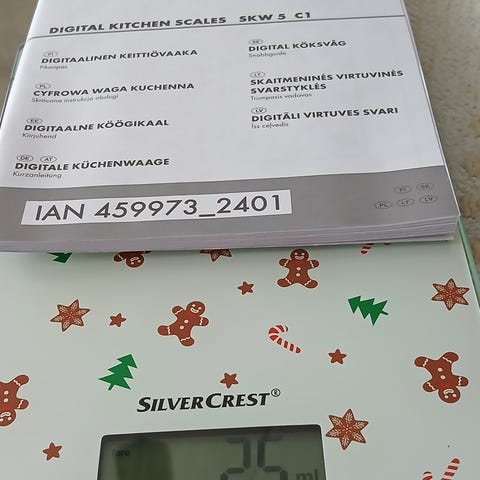 DIGITAL KITCHEN SCALES SKW 5 C1
FI
DIGITAALINEN KEITTIÖVAAKA
Pikaopas
PL
CYFROWA WAGA KUCHENNA
Skrócona instrukcja obsługi
EE
DIGITAALNE KÖÖGIKAAL
Kiirjuhend
DE AT
DIGITALE KÜCHENWAAGE
Kurzanleitung
SE
DIGITAL KÖKSVÅG
Snabbguide
LT
SKAITMENINĖS VIRTUVINĖS
SVARSTYKLĖS
Trumpasis vadovas
LV
DIGITĀLI VIRTUVES SVARI
Īss ceļvedis
IAN 459973_2401
FI SE
PL LT LV
SILVERCREST®
25 ml